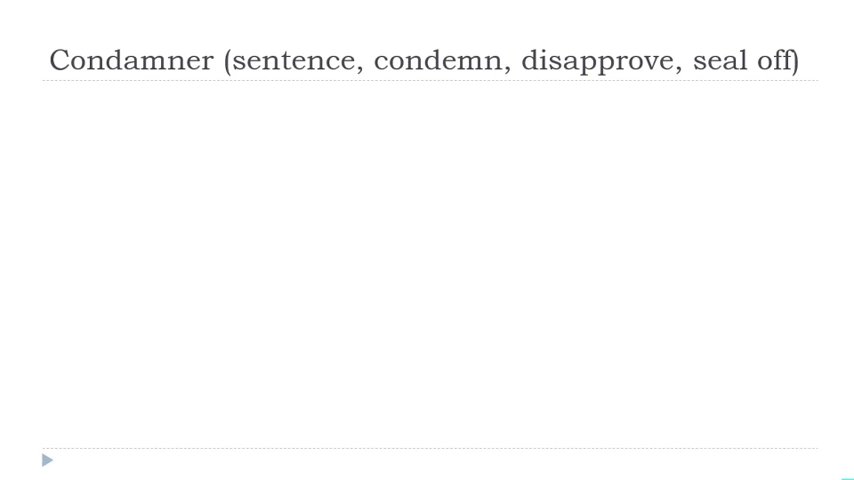 Condamner (sentence, condemn, disapprove, seal off)